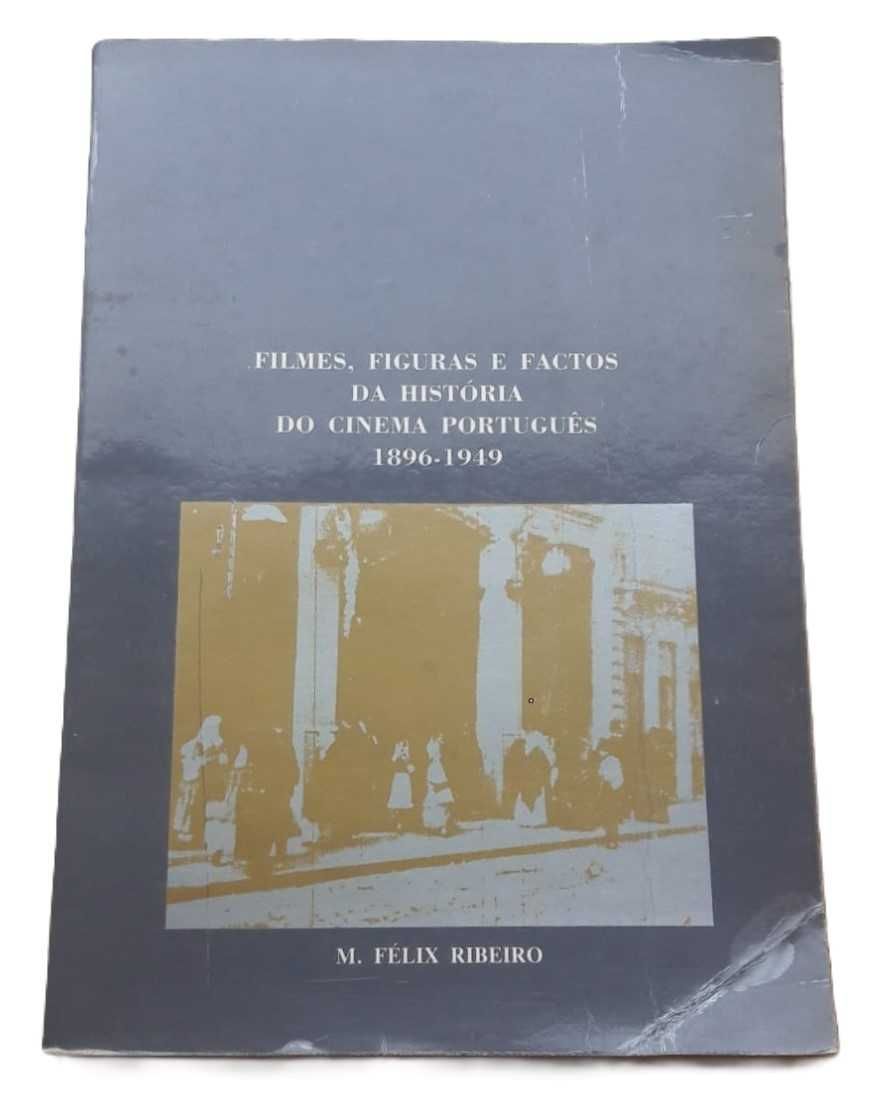 FILMES, FIGURAS E FACTOS
DA HISTÓRIA
DO CINEMA PORTUGUÊS
1896-1949
M. FÉLIX RIBEIRO